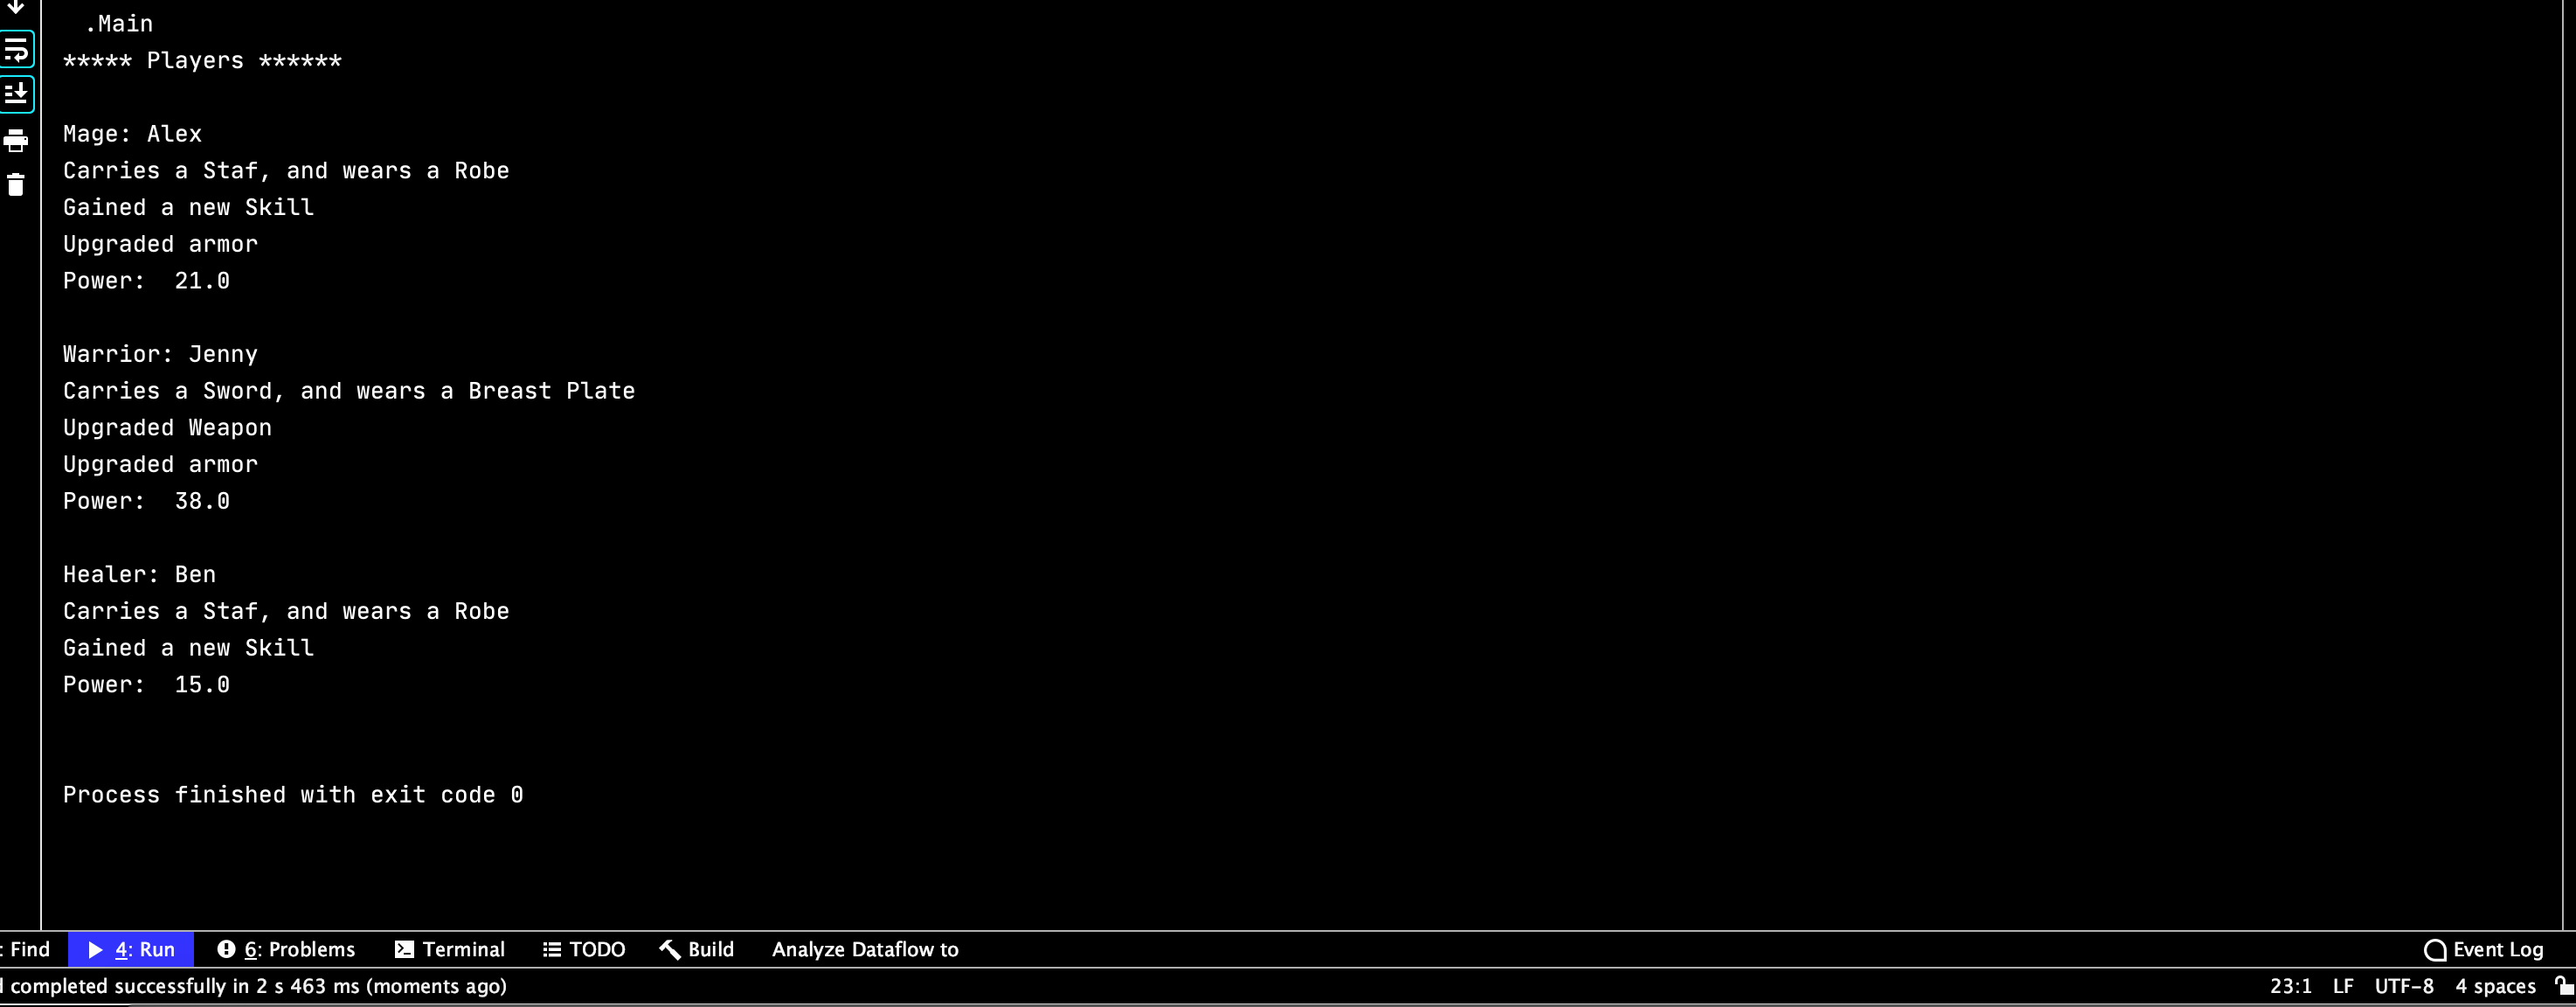 .Main
***** Players ******
Mage: Alex
Carries a Staf, and wears a Robe
Gained a new Skill
Upgraded armor
Power:  21.0
Warrior: Jenny
Carries a Sword, and wears a Breast Plate
Upgraded Weapon
Upgraded armor
Power:  38.0
Healer: Ben
Carries a Staf, and wears a Robe
Gained a new Skill
Power:  15.0
Process finished with exit code 0
: Find 4: Run 6: Problems Terminal TODO Build Analyze Dataflow to Event Log
completed successfully in 2 s 463 ms (moments ago) 23:1 LF UTF-8 4 spaces